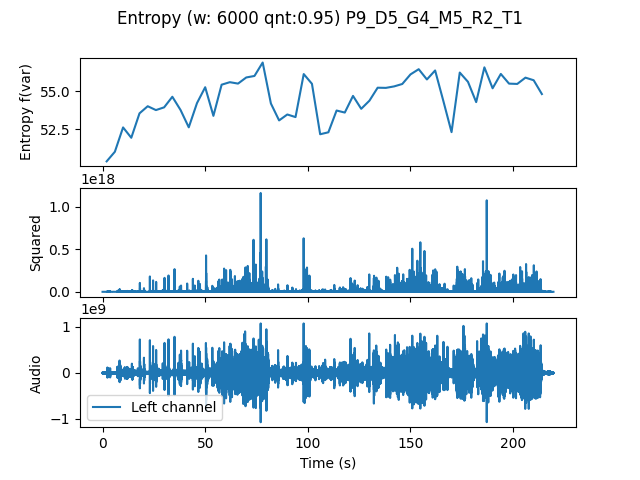 Entropy (w: 6000 qnt:0.95) P9_D5_G4_M5_R2_T1
Entropy f(var)
55.0
52.5
1e18
Squared
1.0
0.5
0.0
1e9
Audio
1
0
−1
Left channel
0
50
100
150
200
Time (s)